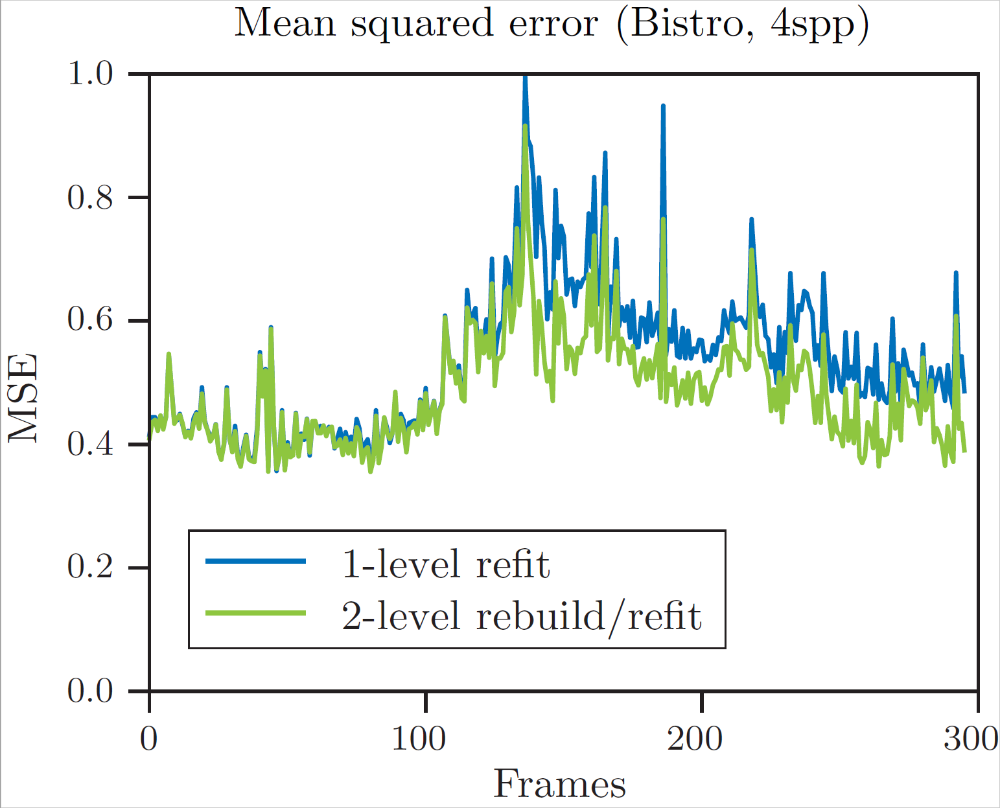 Mean squared error (Bistro, 4spp)
1.0
0.8
0.6
0.4
0.2
0.0
MSE
1-level refit
2-level rebuild/refit
0 100 200 300
Frames